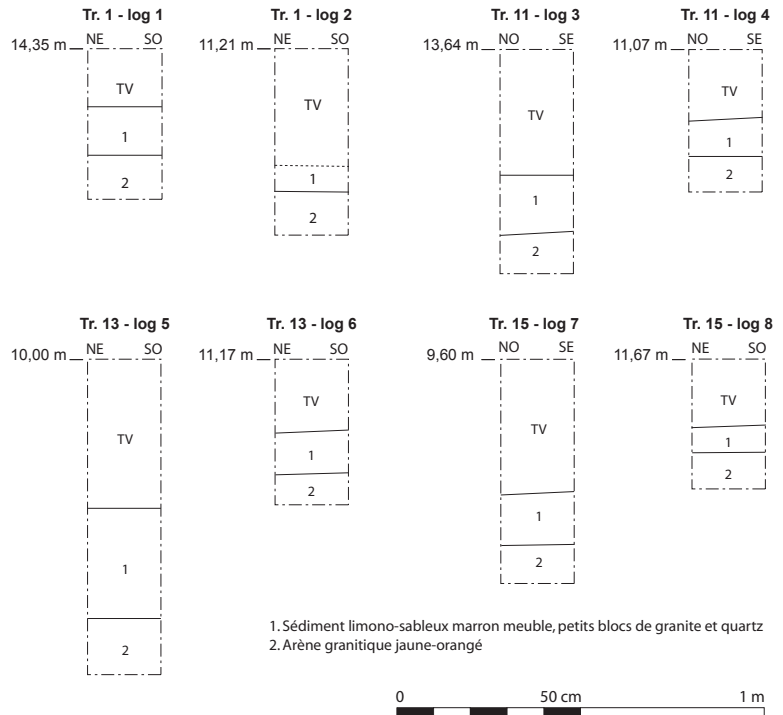 Tr. 1 - log 1
14,35 m
NE SO
TV
1
2
Tr. 1 - log 2
11,21 m
NE SO
TV
1
2
Tr. 11 - log 3
13,64 m
NO SE
TV
1
2
Tr. 11 - log 4
11,07 m
NO SE
TV
1
2
Tr. 13 - log 5
10,00 m
NE SO
TV
1
2
Tr. 13 - log 6
11,17 m
NE SO
TV
1
2
Tr. 15 - log 7
9,60 m
NO SE
TV
1
2
Tr. 15 - log 8
11,67 m
NE SO
TV
1
2
1. Sédiment limono-sableux marron meuble, petits blocs de granite et quartz
2. Arène granitique jaune-orangé
0 50 cm 1 m